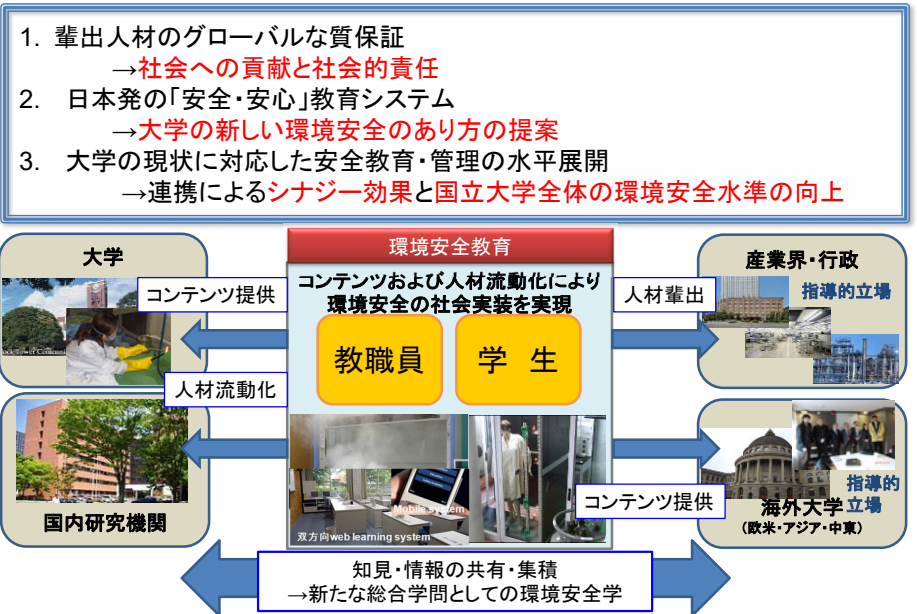 1. 輩出人材のグローバルな質保証
→社会への貢献と社会的責任
2. 日本発の「安全・安心」教育システム
→大学の新しい環境安全のあり方の提案
3. 大学の現状に対応した安全教育・管理の水平展開
→連携によるシナジー効果と国立大学全体の環境安全水準の向上
大学
コンテンツ提供
ock Tower Centenni
人材流動化
国内研究機関
環境安全教育
コンテンツおよび人材流動化により
環境安全の社会実装を実現
教職員
学 生
Mobile system
双方向web learning system
人材輩出
産業界・行政
指導的立場
コンテンツ提供
指導的
立場
海外大学
(欧米・アジア・中東)
知見・情報の共有・集積
→新たな総合学問としての環境安全学